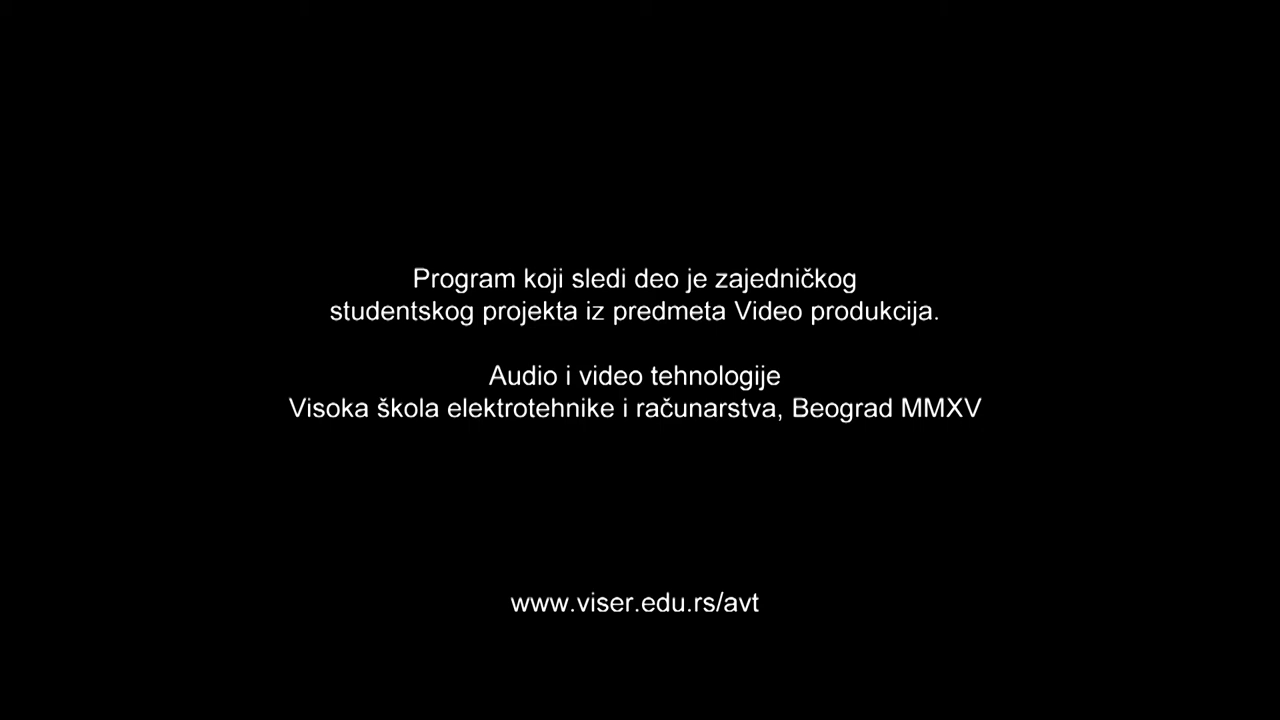 Program koji sledi deo je zajedničkog
studentskog projekta iz predmeta Video produkcija.
Audio i video tehnologije
Visoka škola elektrotehnike i računarstva, Beograd MMXV
www.viser.edu.rs/avt